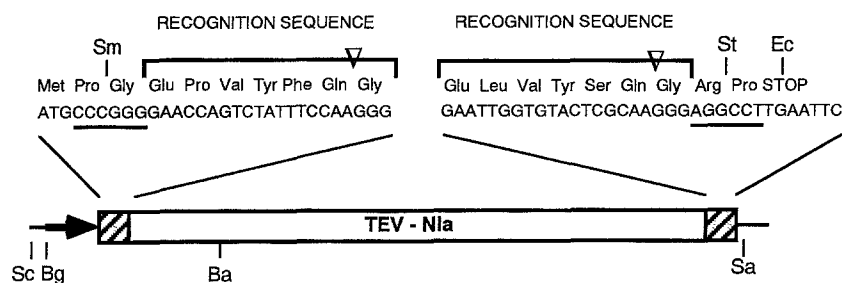 RECOGNITION SEQUENCE RECOGNITION SEQUENCE
Sm St Ec
Met Pro Gly Glu Pro Val Tyr Phe Gln Gly Glu Leu Val Tyr Ser Gln Gly Arg Pro STOP
ATGCCCGGGGAACCAGTCTATTTCCAAGGG GAATTGGTGTACTCGCAAGGGAGGCCTTGAATTC
TEV - NIa
Sc Bg Ba Sa